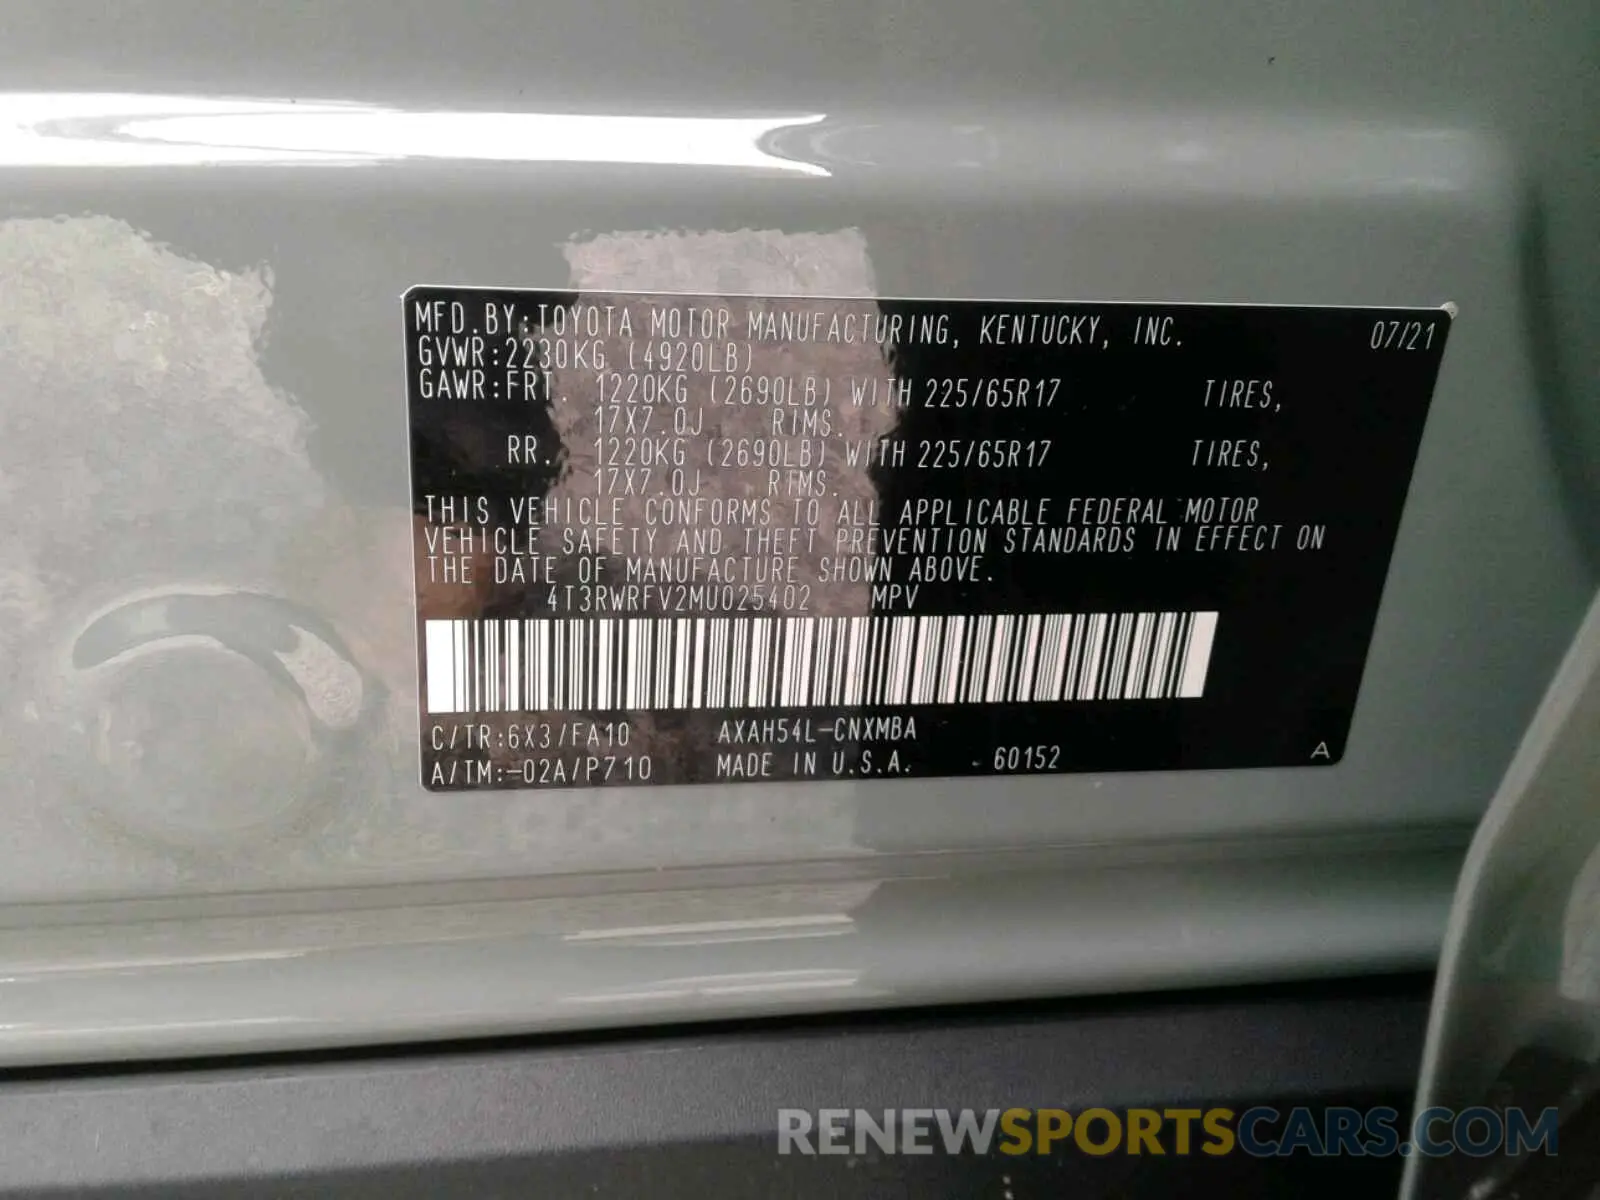 MFD.BY:TOYOTA MOTOR MANUFACTURING, KENTUCKY, INC. 07/21
GVWR:2230KG (4920LB)
GAWR:FRT. 1220KG (2690LB) WITH 225/65R17 TIRES,
17X7.0J RIMS.
RR. 1220KG (2690LB) WITH 225/65R17 TIRES,
17X7.0J RIMS.
THIS VEHICLE CONFORMS TO ALL APPLICABLE FEDERAL MOTOR
VEHICLE SAFETY AND THEFT PREVENTION STANDARDS IN EFFECT ON
THE DATE OF MANUFACTURE SHOWN ABOVE.
4T3RWRFV2MU025402 MPV
C/TR:6X3/FA10 AXAH54L-CNXMBA
A/TM:-02A/P710 MADE IN U.S.A. 60152 A
RENEWSPORTSCARS.COM